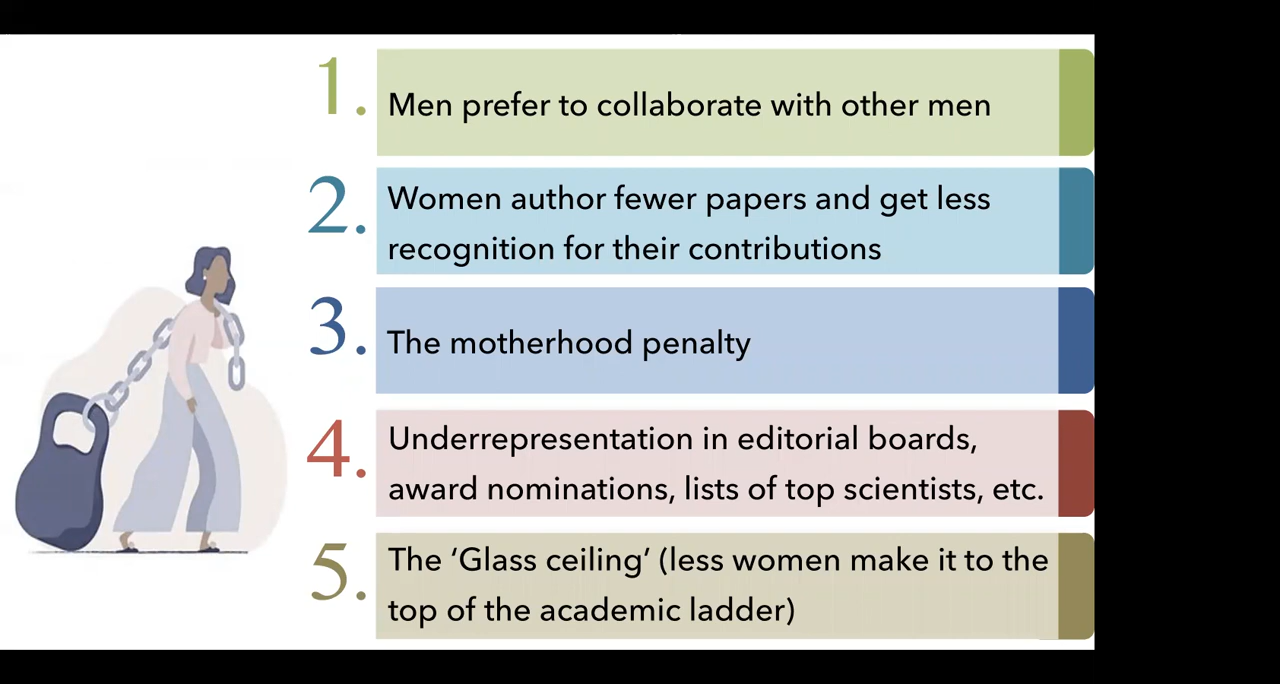 1. Men prefer to collaborate with other men
2. Women author fewer papers and get less
recognition for their contributions
3. The motherhood penalty
4. Underrepresentation in editorial boards,
award nominations, lists of top scientists, etc.
5. The ‘Glass ceiling’ (less women make it to the
top of the academic ladder)